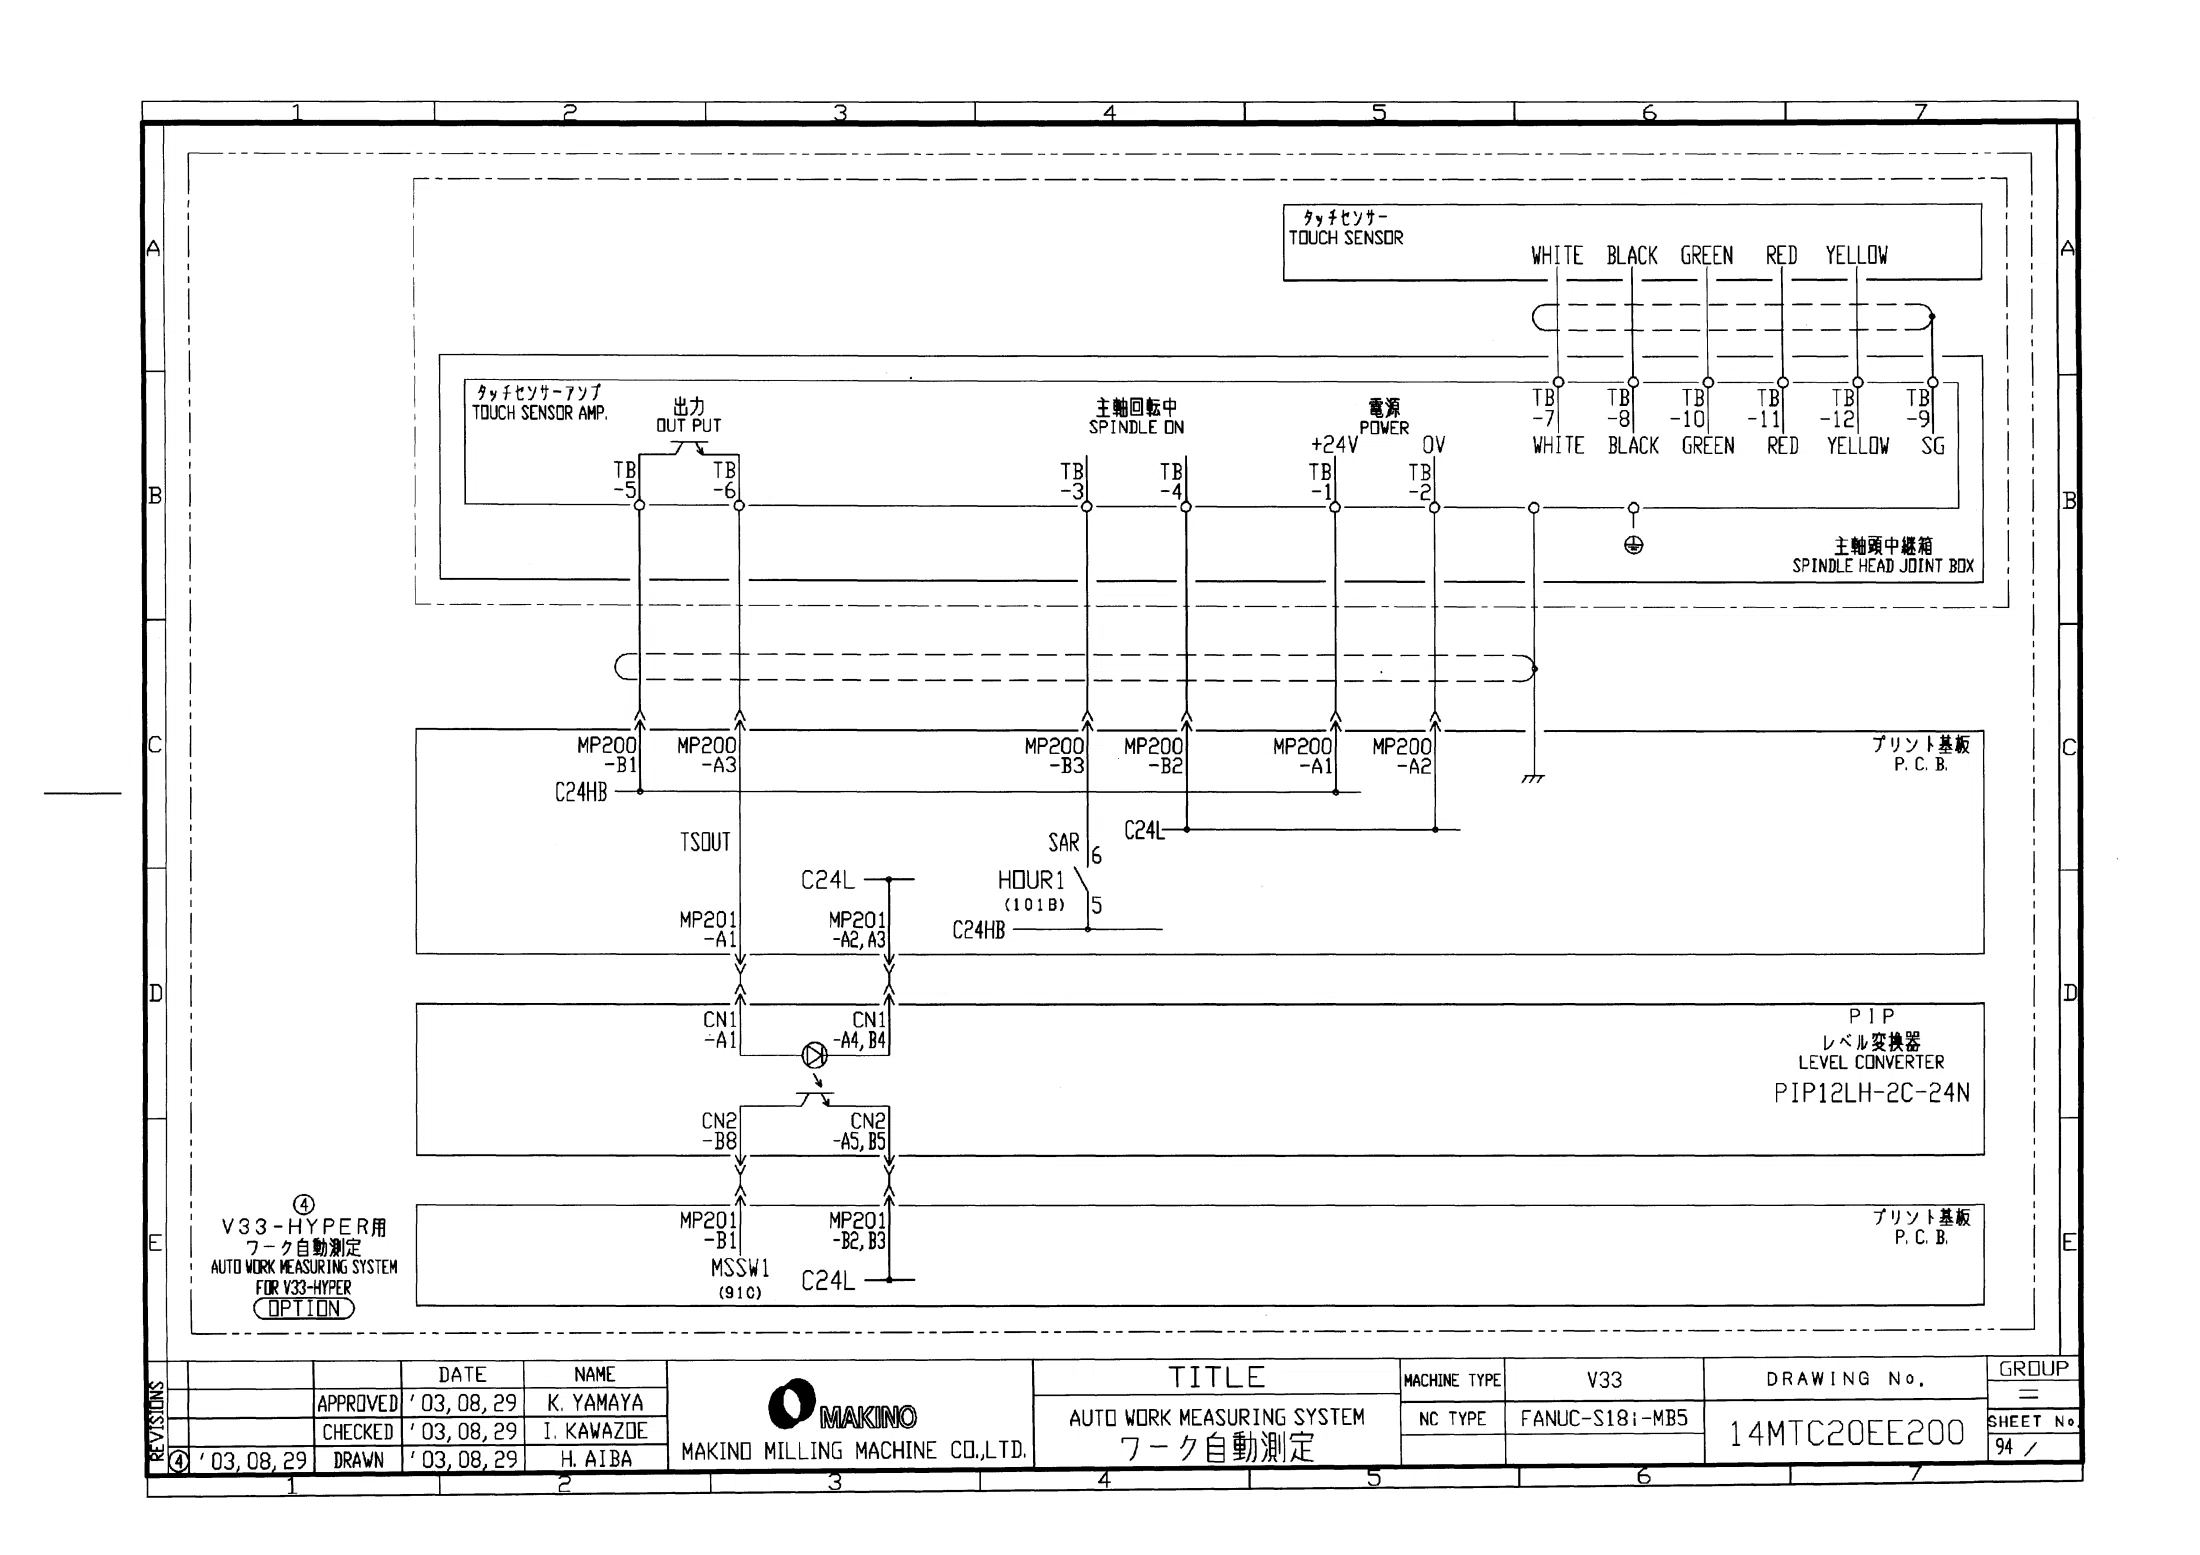 1 2 3 4 5 6 7
A A
タッチセンサー
TOUCH SENSOR
WHITE BLACK GREEN RED YELLOW
タッチセンサーアンプ
TOUCH SENSOR AMP.
出力
OUT PUT
主軸回転中
SPINDLE ON
電源
POWER
+24V 0V
TB TB TB TB TB TB
-7 -8 -10 -11 -12 -9
WHITE BLACK GREEN RED YELLOW SG
TB TB TB TB TB TB
-5 -6 -3 -4 -1 -2
B B
主軸頭中継箱
SPINDLE HEAD JOINT BOX
C C
MP200 MP200 MP200 MP200 MP200 MP200
-B1 -A3 -B3 -B2 -A1 -A2
プリント基板
P. C. B.
C24HB
TSOUT
SAR
6
C24L
C24L
HOUR1
(101B)
5
C24HB
MP201 MP201
-A1 -A2, A3
D D
CN1 CN1
-A1 -A4, B4
PIP
レベル変換器
LEVEL CONVERTER
PIP12LH-2C-24N
CN2 CN2
-B8 -A5, B5
E E
MP201 MP201
-B1 -B2, B3
MSSW1
(91C)
C24L
プリント基板
P. C. B.
④
V33-HYPER用
ワーク自動測定
AUTO WORK MEASURING SYSTEM
FOR V33-HYPER
OPTION
REVISIONS
DATE NAME
APPROVED '03,08,29 K. YAMAYA
CHECKED '03,08,29 I. KAWAZOE
④ '03,08,29 DRAWN '03,08,29 H. AIBA
MAKINO
MAKINO MILLING MACHINE CO.,LTD.
TITLE
AUTO WORK MEASURING SYSTEM
ワーク自動測定
MACHINE TYPE V33
NC TYPE FANUC-S18i-MB5
DRAWING No.
14MTC20EE200
GROUP
=
SHEET No.
94 /
1 2 3 4 5 6 7